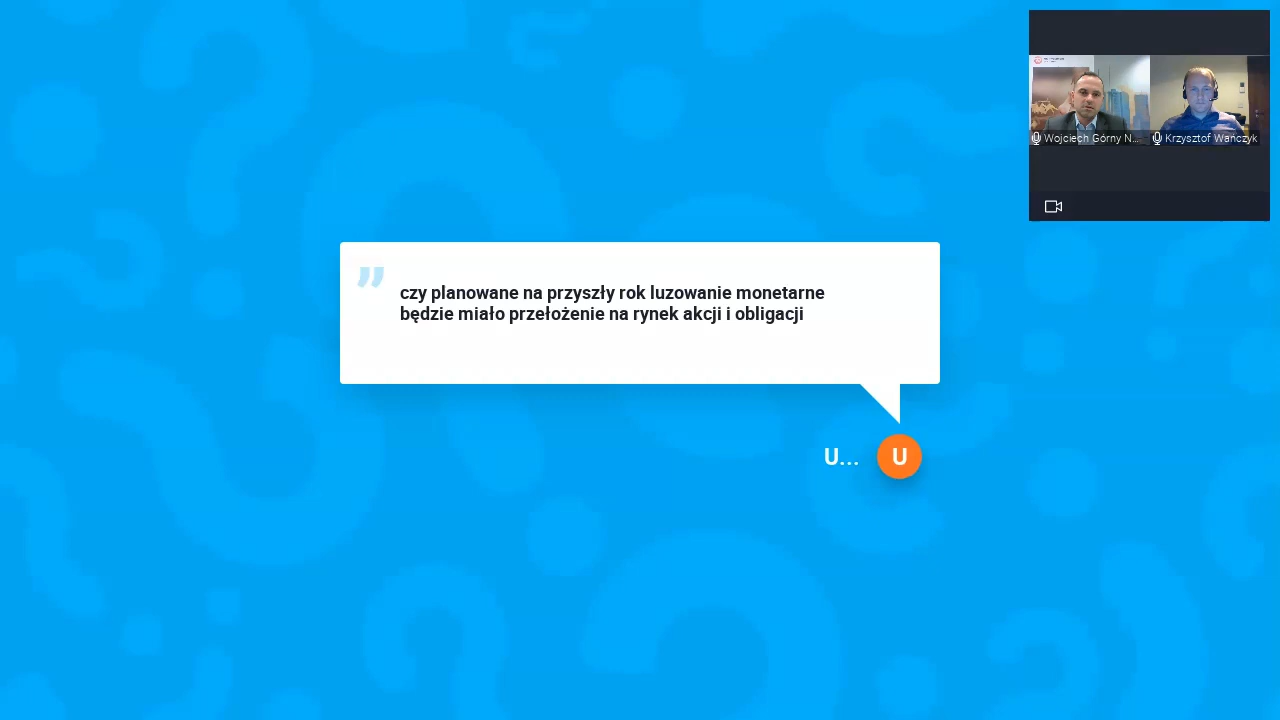 Wojciech Górny N...
Krzysztof Wańczyk
czy planowane na przyszły rok luzowanie monetarne
będzie miało przełożenie na rynek akcji i obligacji
U...
U